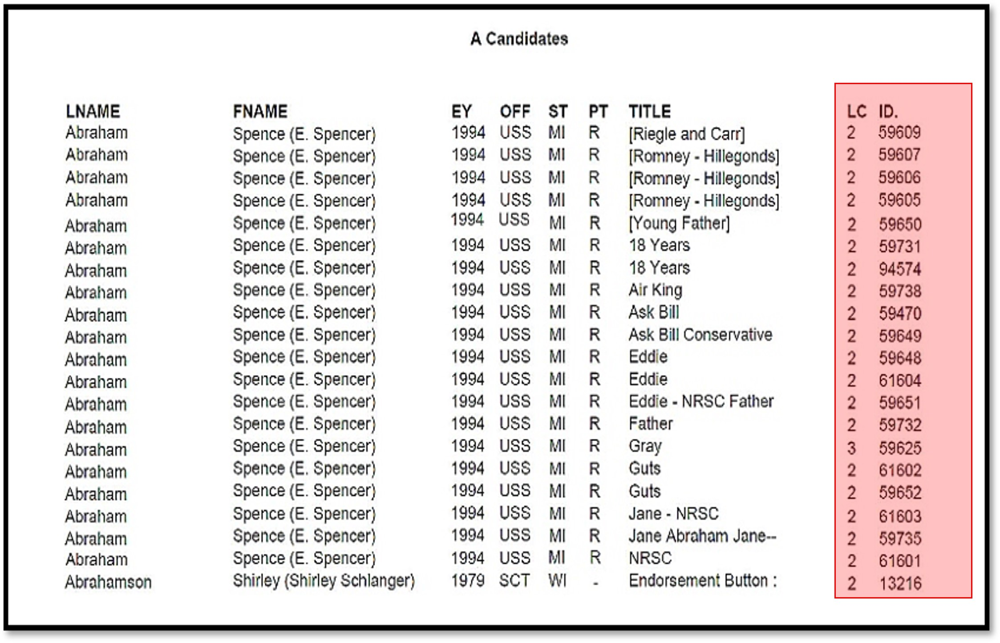 A Candidates
LNAME FNAME EY OFF ST PT TITLE LC ID.
Abraham Spence (E. Spencer) 1994 USS MI R [Riegle and Carr] 2 59609
Abraham Spence (E. Spencer) 1994 USS MI R [Romney - Hillegonds] 2 59607
Abraham Spence (E. Spencer) 1994 USS MI R [Romney - Hillegonds] 2 59606
Abraham Spence (E. Spencer) 1994 USS MI R [Romney - Hillegonds] 2 59605
Abraham Spence (E. Spencer) 1994 USS MI R [Young Father] 2 59650
Abraham Spence (E. Spencer) 1994 USS MI R 18 Years 2 59731
Abraham Spence (E. Spencer) 1994 USS MI R 18 Years 2 94574
Abraham Spence (E. Spencer) 1994 USS MI R Air King 2 59738
Abraham Spence (E. Spencer) 1994 USS MI R Ask Bill 2 59470
Abraham Spence (E. Spencer) 1994 USS MI R Ask Bill Conservative 2 59649
Abraham Spence (E. Spencer) 1994 USS MI R Eddie 2 59648
Abraham Spence (E. Spencer) 1994 USS MI R Eddie 2 61604
Abraham Spence (E. Spencer) 1994 USS MI R Eddie - NRSC Father 2 59651
Abraham Spence (E. Spencer) 1994 USS MI R Father 2 59732
Abraham Spence (E. Spencer) 1994 USS MI R Gray 3 59625
Abraham Spence (E. Spencer) 1994 USS MI R Guts 2 61602
Abraham Spence (E. Spencer) 1994 USS MI R Guts 2 59652
Abraham Spence (E. Spencer) 1994 USS MI R Jane - NRSC 2 61603
Abraham Spence (E. Spencer) 1994 USS MI R Jane Abraham Jane-- 2 59735
Abraham Spence (E. Spencer) 1994 USS MI R NRSC 2 61601
Abrahamson Shirley (Shirley Schlanger) 1979 SCT WI - Endorsement Button : 2 13216